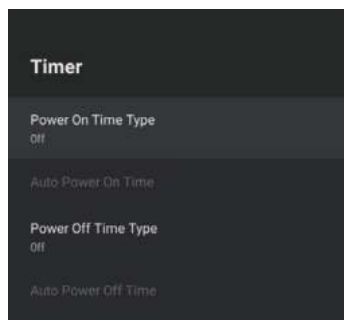 Timer
Power On Time Type
Off
Auto Power On Time
Power Off Time Type
Off
Auto Power Off Time